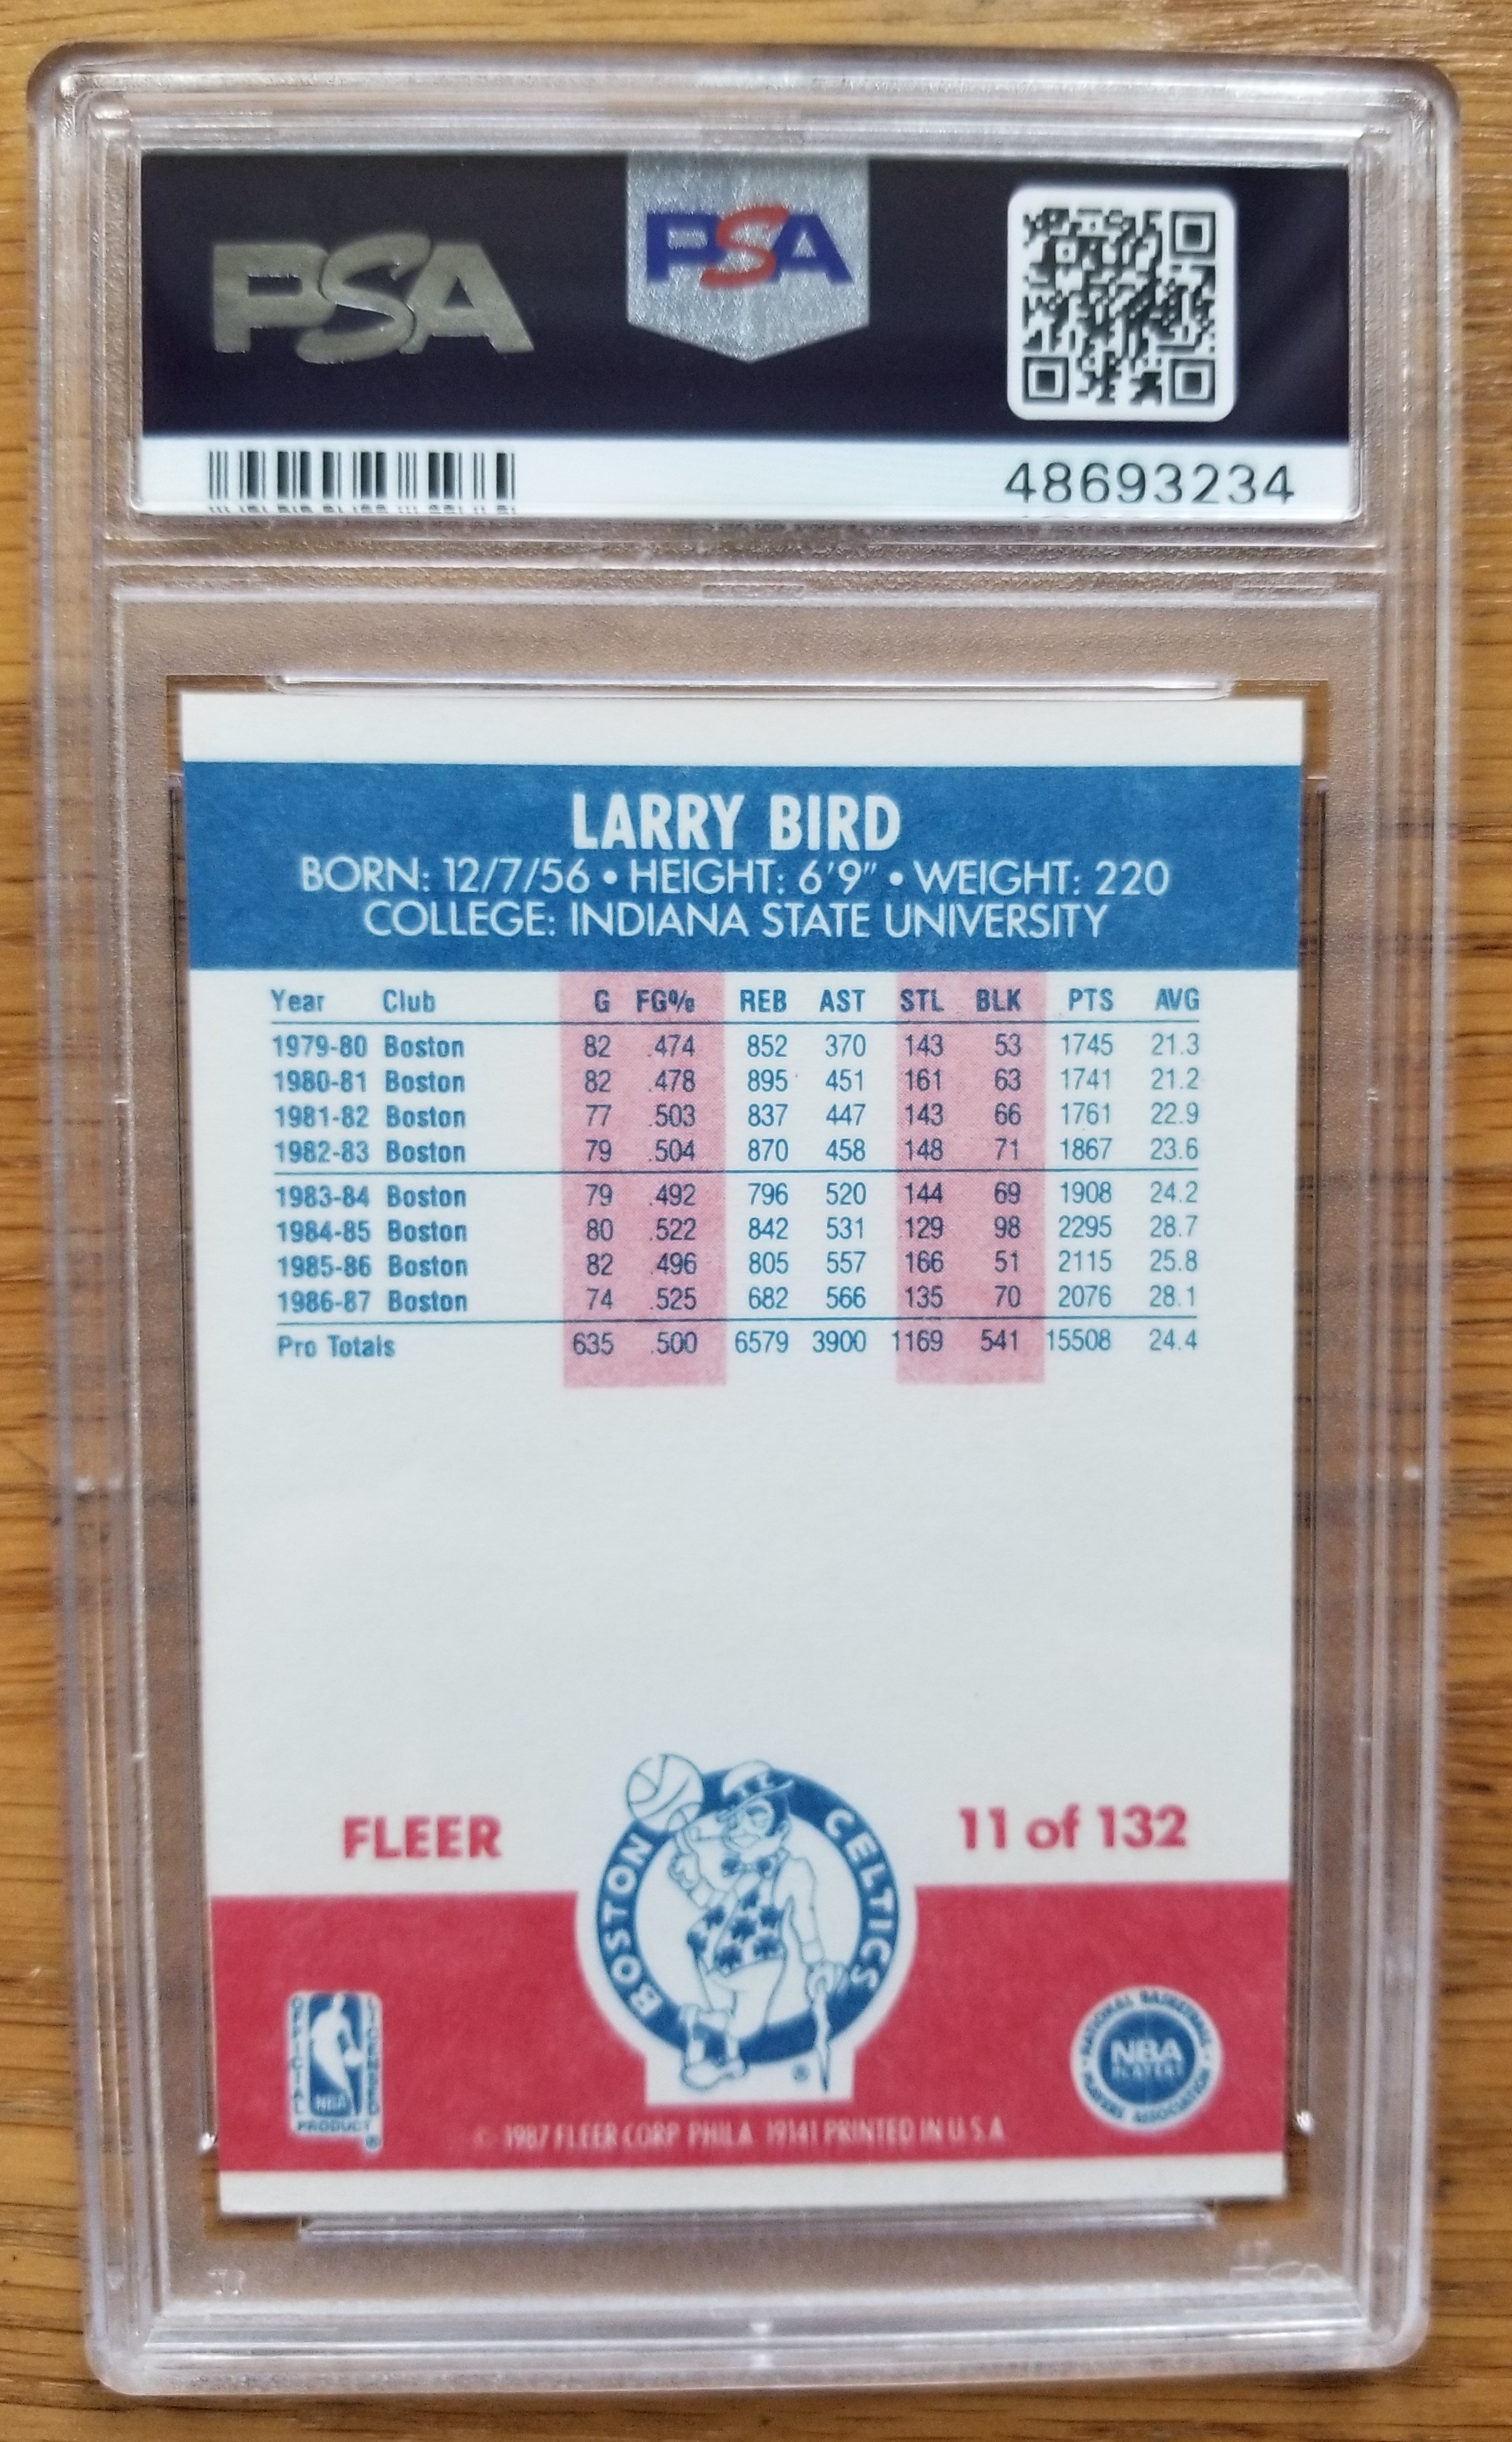 PSA PSA
48693234
LARRY BIRD
BORN: 12/7/56 • HEIGHT: 6'9" • WEIGHT: 220
COLLEGE: INDIANA STATE UNIVERSITY
Year Club G FG% REB AST STL BLK PTS AVG
1979-80 Boston 82 .474 852 370 143 53 1745 21.3
1980-81 Boston 82 .478 895 451 161 63 1741 21.2
1981-82 Boston 77 .503 837 447 143 66 1761 22.9
1982-83 Boston 79 .504 870 458 148 71 1867 23.6
1983-84 Boston 79 .492 796 520 144 69 1908 24.2
1984-85 Boston 80 .522 842 531 129 98 2295 28.7
1985-86 Boston 82 .496 805 557 166 51 2115 25.8
1986-87 Boston 74 .525 682 566 135 70 2076 28.1
Pro Totals 635 .500 6579 3900 1169 541 15508 24.4
FLEER
BOSTON CELTICS ®
11 of 132
OFFICIAL LICENSED
NBA
PRODUCT ®
NATIONAL BASKETBALL
NBA
PLAYERS
PLAYERS ASSOCIATION
© 1987 FLEER CORP PHILA 19141 PRINTED IN U.S.A.